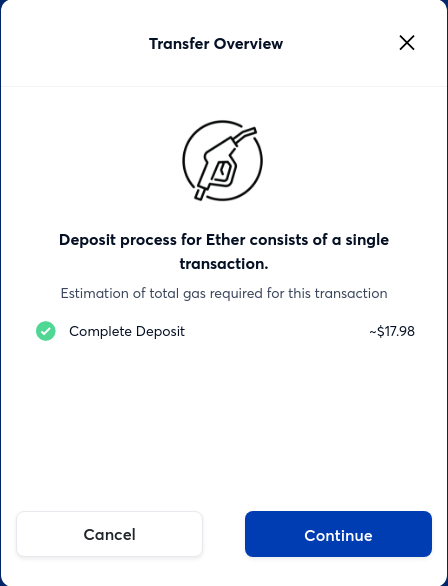 Transfer Overview
Deposit process for Ether consists of a single
transaction.
Estimation of total gas required for this transaction
Complete Deposit ~$17.98
Cancel Continue